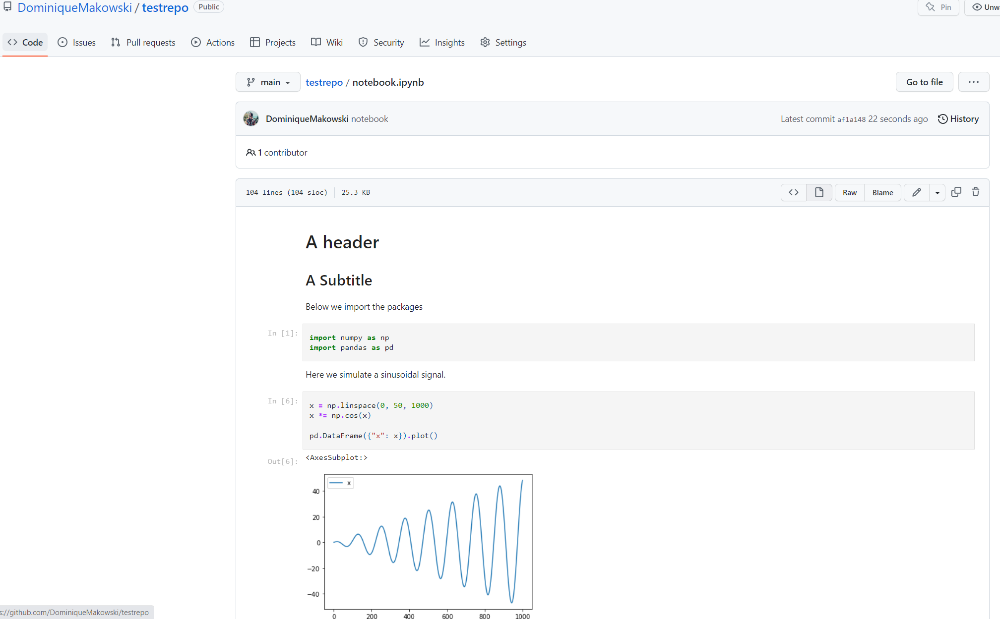 DominiqueMakowski / testrepo Public
Pin
Unw
Code Issues Pull requests Actions Projects Wiki Security Insights Settings
main testrepo / notebook.ipynb
Go to file ...
DominiqueMakowski notebook
Latest commit af1a148 22 seconds ago History
1 contributor
104 lines (104 sloc) 25.3 KB
<> Raw Blame
A header
A Subtitle
Below we import the packages
In [1]:
import numpy as np
import pandas as pd
Here we simulate a sinusoidal signal.
In [6]:
x = np.linspace(0, 50, 1000)
x *= np.cos(x)
pd.DataFrame({"x": x}).plot()
Out[6]:
<AxesSubplot:>
x
40
20
0
−20
−40
0 200 400 600 800 1000
s://github.com/DominiqueMakowski/testrepo